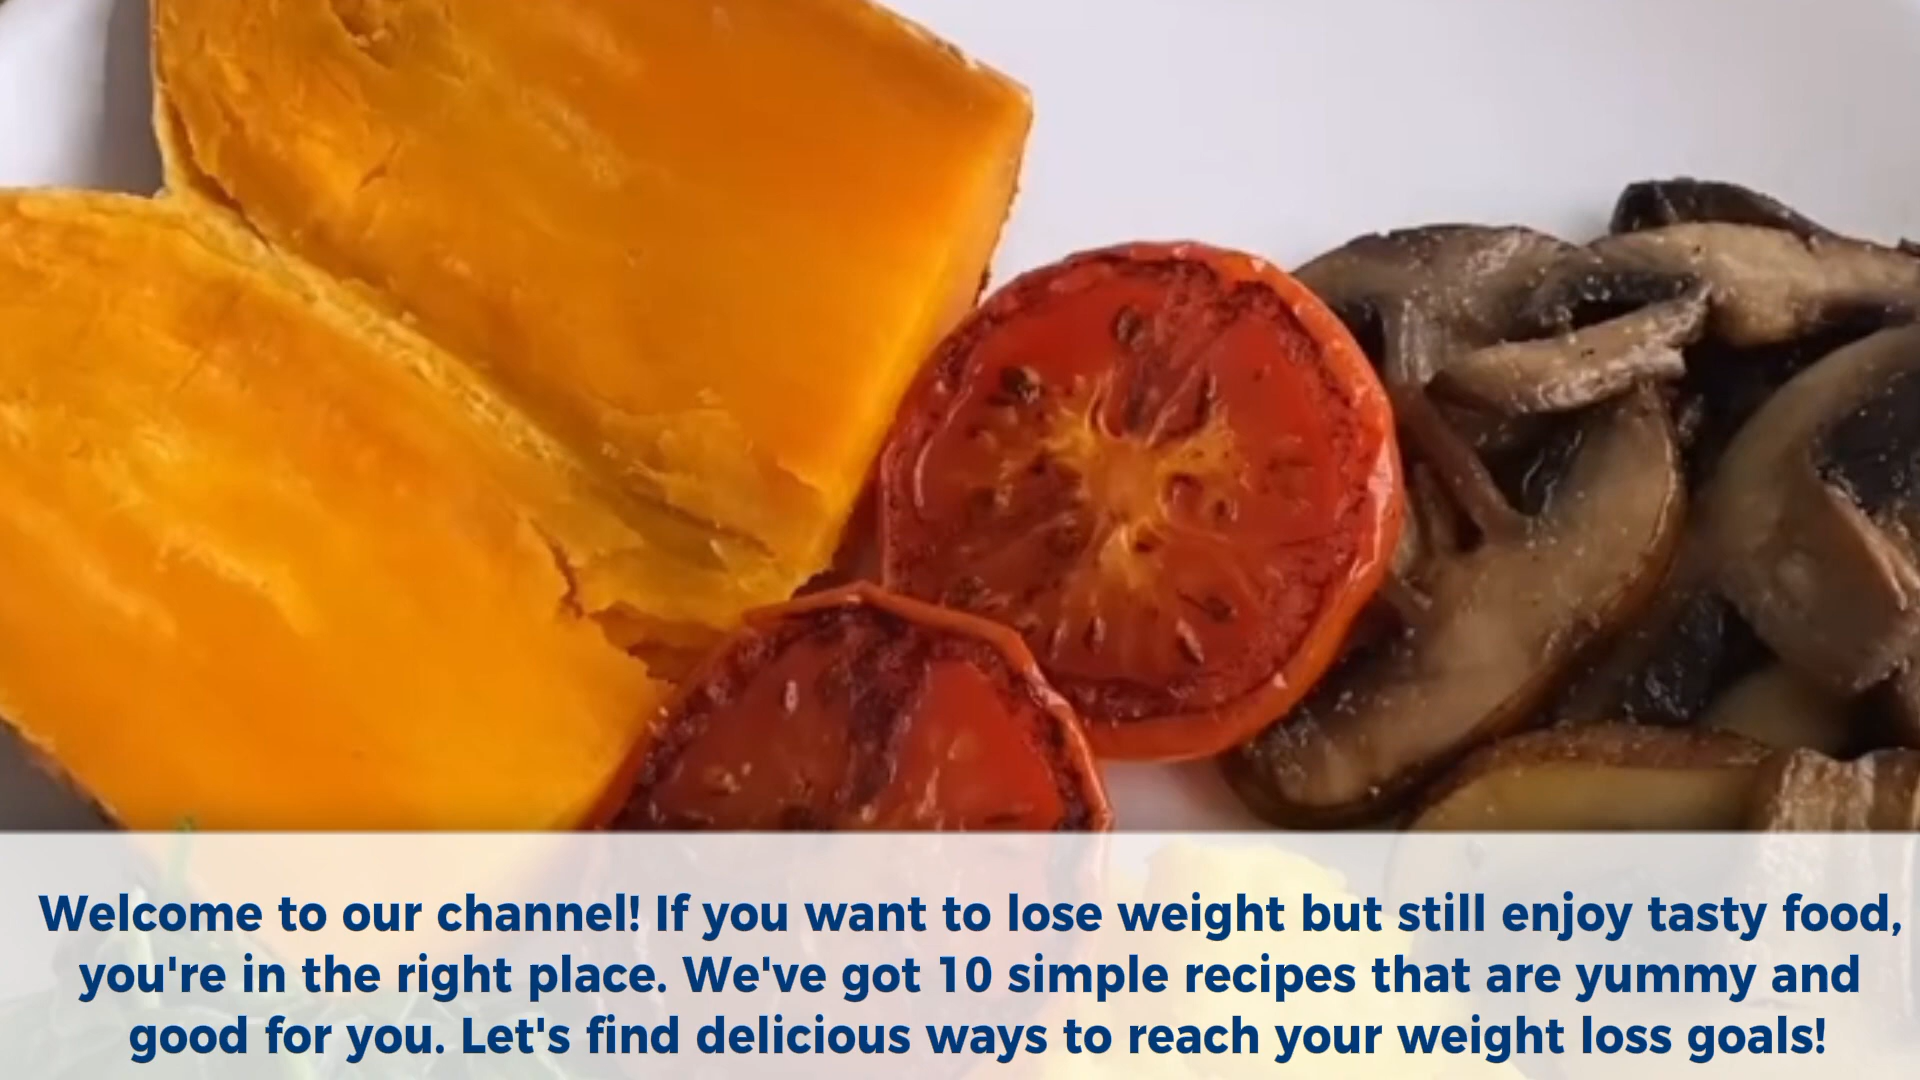 Welcome to our channel! If you want to lose weight but still enjoy tasty food,
you're in the right place. We've got 10 simple recipes that are yummy and
good for you. Let's find delicious ways to reach your weight loss goals!